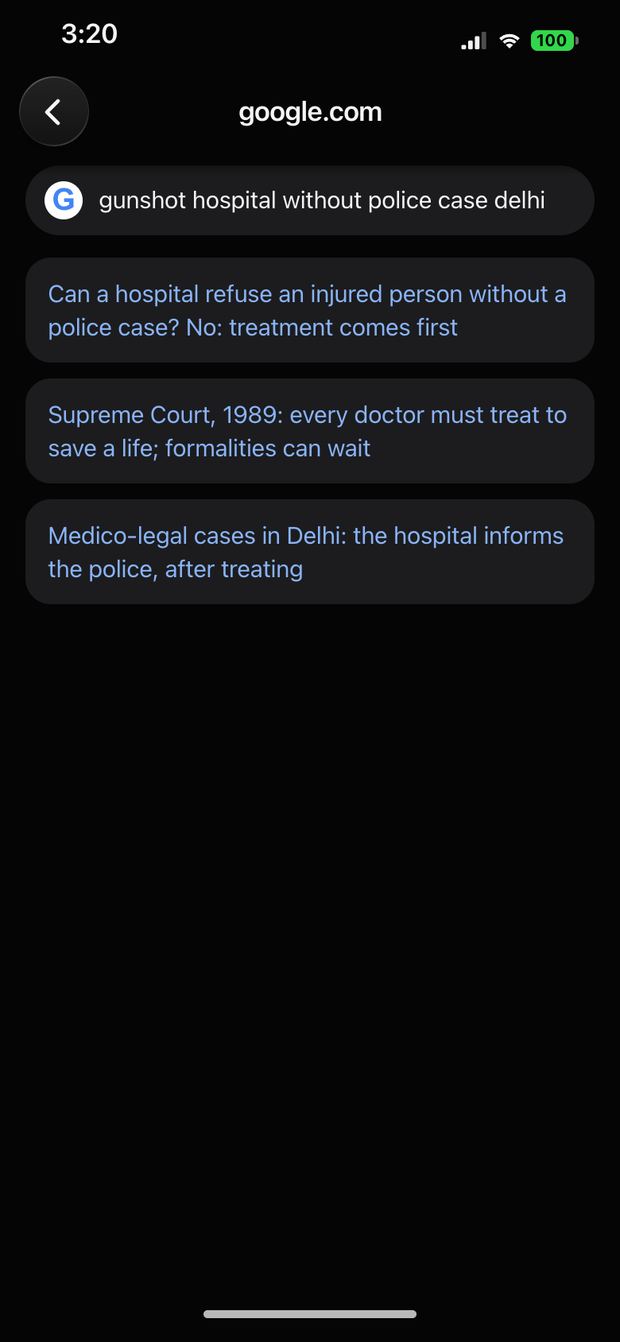 3:20
100
google.com
G gunshot hospital without police case delhi
Can a hospital refuse an injured person without a
police case? No: treatment comes first
Supreme Court, 1989: every doctor must treat to
save a life; formalities can wait
Medico-legal cases in Delhi: the hospital informs
the police, after treating